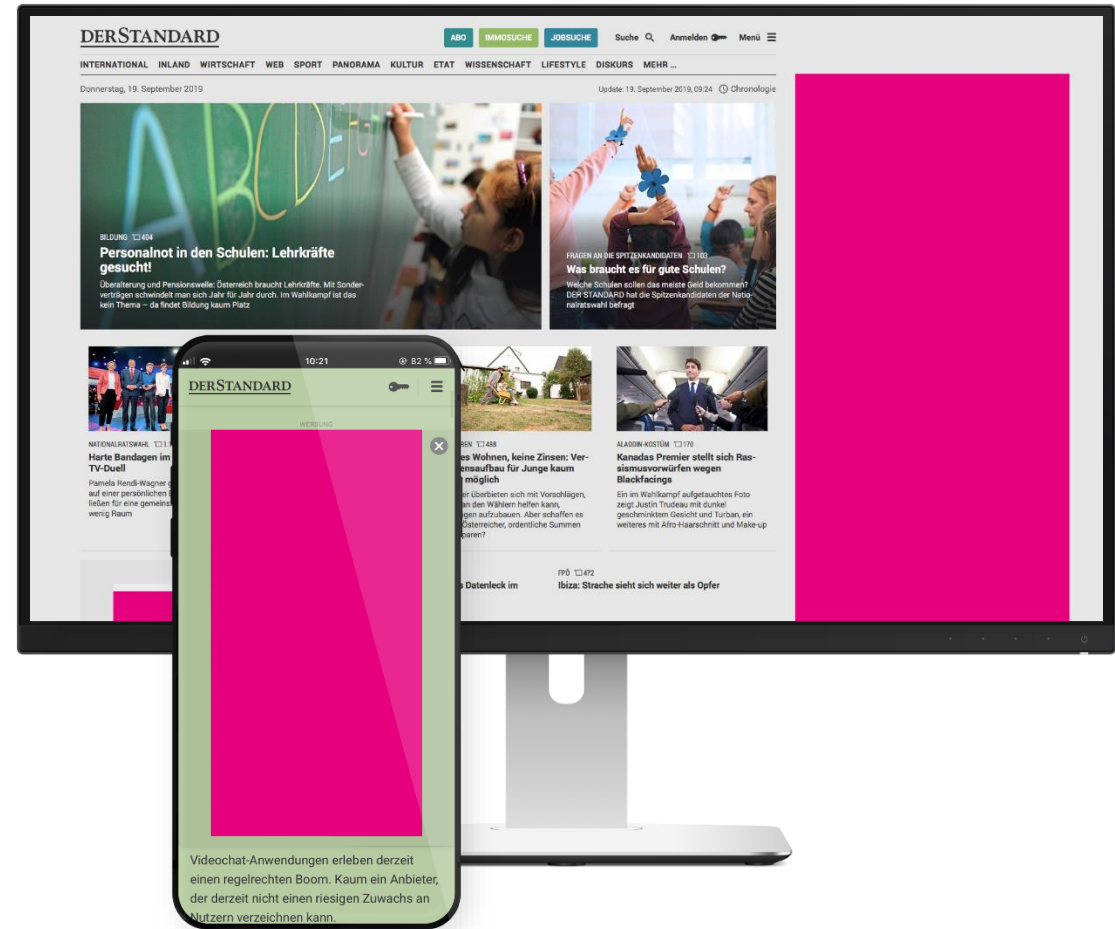 DERSTANDARD
ABO IMMOSUCHE JOBSUCHE Suche Anmelden Menü
INTERNATIONAL INLAND WIRTSCHAFT WEB SPORT PANORAMA KULTUR ETAT WISSENSCHAFT LIFESTYLE DISKURS MEHR ...
Donnerstag, 19. September 2019
Update: 19. September 2019, 09:24 Chronologie
ABCDE
BILDUNG 404
Personalnot in den Schulen: Lehrkräfte
gesucht!
Überalterung und Pensionswelle: Österreich braucht Lehrkräfte. Mit Sonder-
verträgen schwindelt man sich Jahr für Jahr durch. Im Wahlkampf ist das
kein Thema – da findet Bildung kaum Platz
FRAGEN AN DIE SPITZENKANDIDATEN 103
Was braucht es für gute Schulen?
Welche Schulen sollen das meiste Geld bekommen?
DER STANDARD hat die Spitzenkandidaten der Natio-
nalratswahl befragt
NATIONALRATSWAHL
Harte Bandagen im
TV-Duell
Pamela Rendi-Wagner
auf einer persönlichen
ließen für eine gemeins
wenig Raum
REN 488
es Wohnen, keine Zinsen: Ver-
ensaufbau für Junge kaum
möglich
er überbieten sich mit Vorschlägen,
an den Wählern helfen kann,
gen aufzubauen. Aber schaffen es
Österreicher, ordentliche Summen
paren?
ALADDIN-KOSTÜM 170
Kanadas Premier stellt sich Ras-
sismusvorwürfen wegen
Blackfacings
Ein im Wahlkampf aufgetauchtes Foto
zeigt Justin Trudeau mit dunkel
geschminktem Gesicht und Turban, ein
weiteres mit Afro-Haarschnitt und Make-up
s Datenleck im
FPÖ 472
Ibiza: Strache sieht sich weiter als Opfer
10:21 82 %
DERSTANDARD
WERBUNG
Videochat-Anwendungen erleben derzeit
einen regelrechten Boom. Kaum ein Anbieter,
der derzeit nicht einen riesigen Zuwachs an
Nutzern verzeichnen kann.